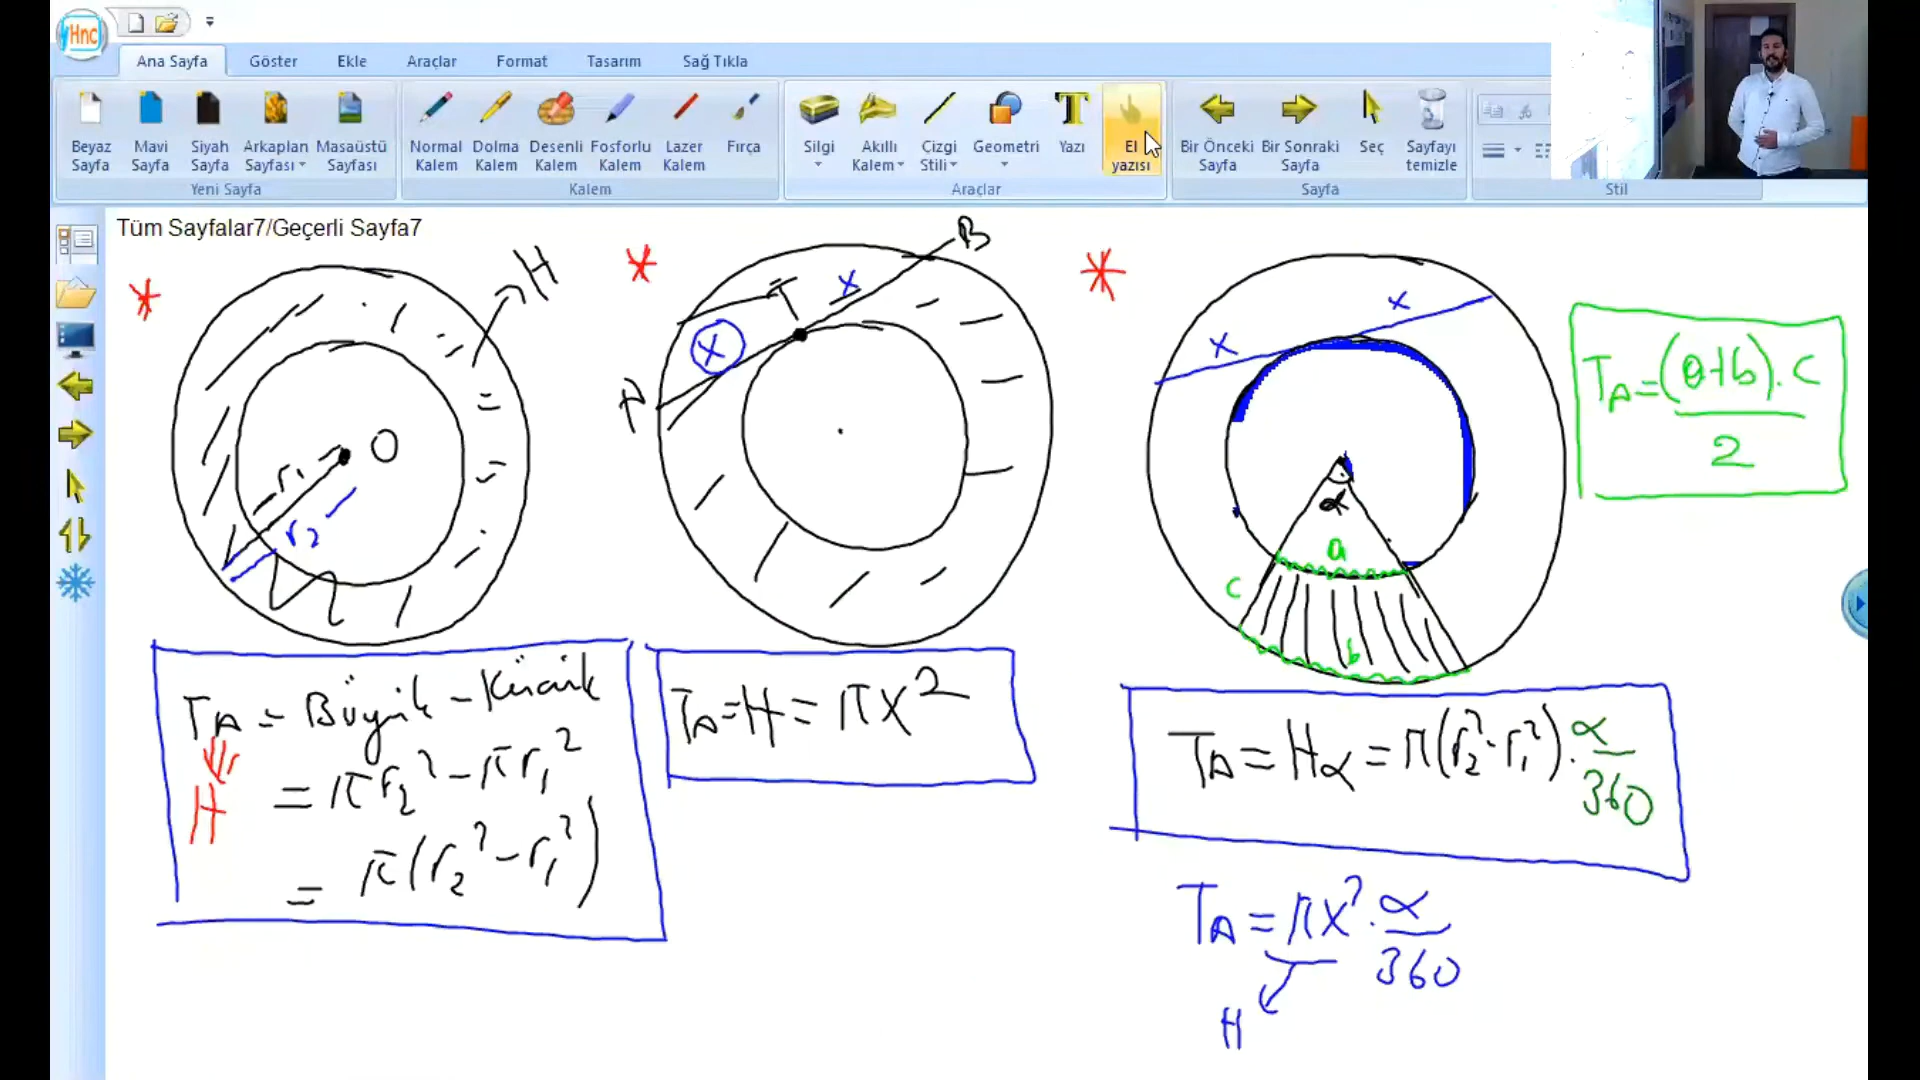 Hnc
Ana Sayfa Göster Ekle Araçlar Format Tasarım Sağ Tıkla
Beyaz Sayfa
Mavi Sayfa
Siyah Sayfa
Arkaplan Sayfası
Masaüstü Sayfası
Yeni Sayfa
Normal Kalem
Dolma Kalem
Desenli Kalem
Fosforlu Kalem
Lazer Kalem
Fırça
Kalem
Silgi
Akıllı Kalem
Çizgi Stili
Geometri
Yazı
El yazısı
Araçlar
Bir Önceki Sayfa
Bir Sonraki Sayfa
Seç
Sayfayı temizle
Sayfa
Stil
Tüm Sayfalar7/Geçerli Sayfa7
H
O
r₁
r₂
TA = Büyük - Küçük
H
= πr₂² - πr₁²
= π(r₂² - r₁²)
B
T
x
x
A
TA = H = πx²
x
x
α
a
c
b
TA = (a+b).c / 2
TA = Hα = π(r₂² - r₁²).α/360
TA = πx².α/360
H